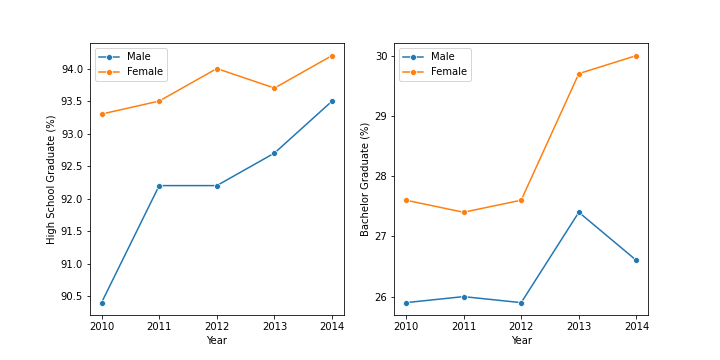 High School Graduate (%)
94.0
93.5
93.0
92.5
92.0
91.5
91.0
90.5
Male
Female
2010 2011 2012 2013 2014
Year
Bachelor Graduate (%)
30
29
28
27
26
Male
Female
2010 2011 2012 2013 2014
Year